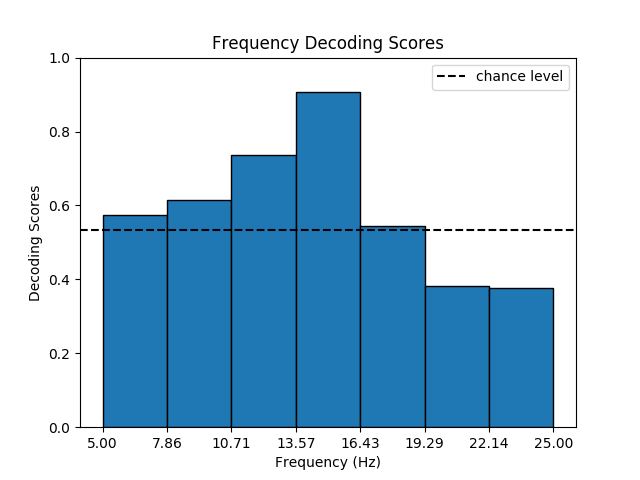 Frequency Decoding Scores
chance level
Decoding Scores
1.0
0.8
0.6
0.4
0.2
0.0
5.00 7.86 10.71 13.57 16.43 19.29 22.14 25.00
Frequency (Hz)